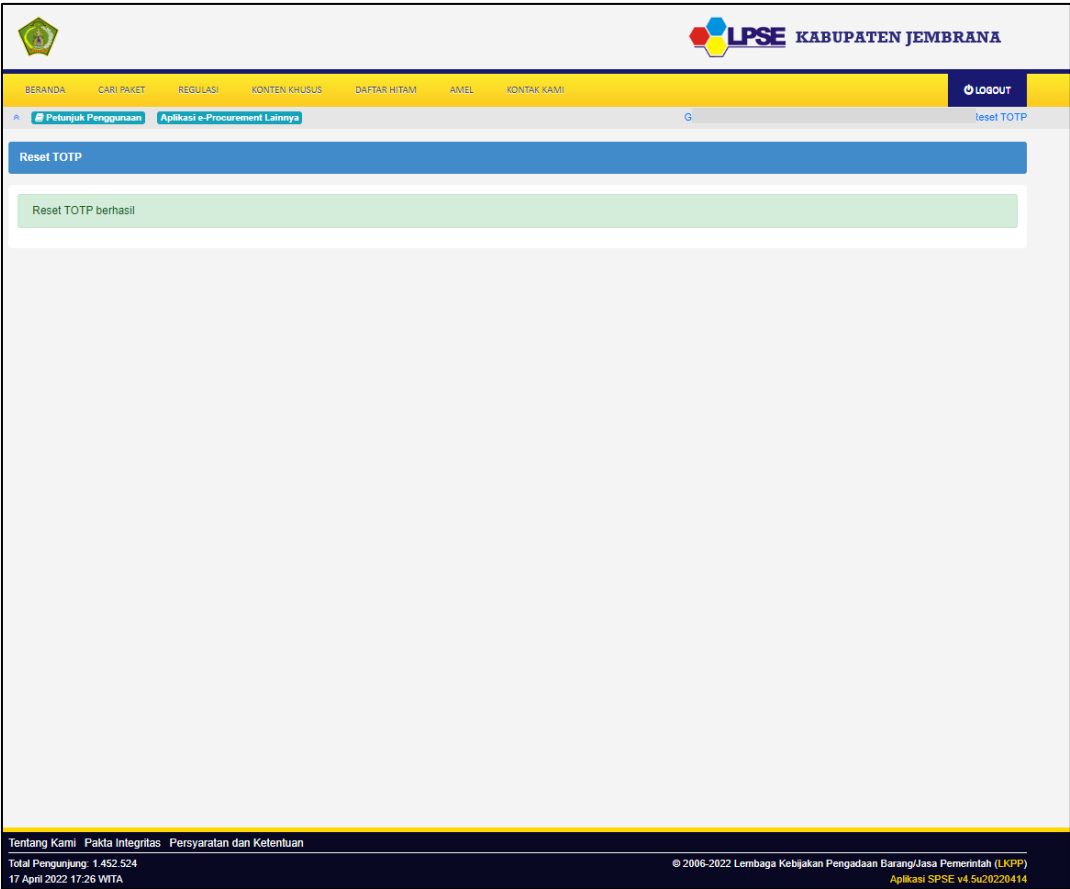 LPSE KABUPATEN JEMBRANA
BERANDA CARI PAKET REGULASI KONTEN KHUSUS DAFTAR HITAM AMEL KONTAK KAMI LOGOUT
Petunjuk Penggunaan Aplikasi e-Procurement Lainnya G eset TOTP
Reset TOTP
Reset TOTP berhasil
Tentang Kami Pakta Integritas Persyaratan dan Ketentuan
Total Pengunjung: 1.452.524 © 2006-2022 Lembaga Kebijakan Pengadaan Barang/Jasa Pemerintah (LKPP)
17 April 2022 17:26 WITA Aplikasi SPSE v4.5u20220414